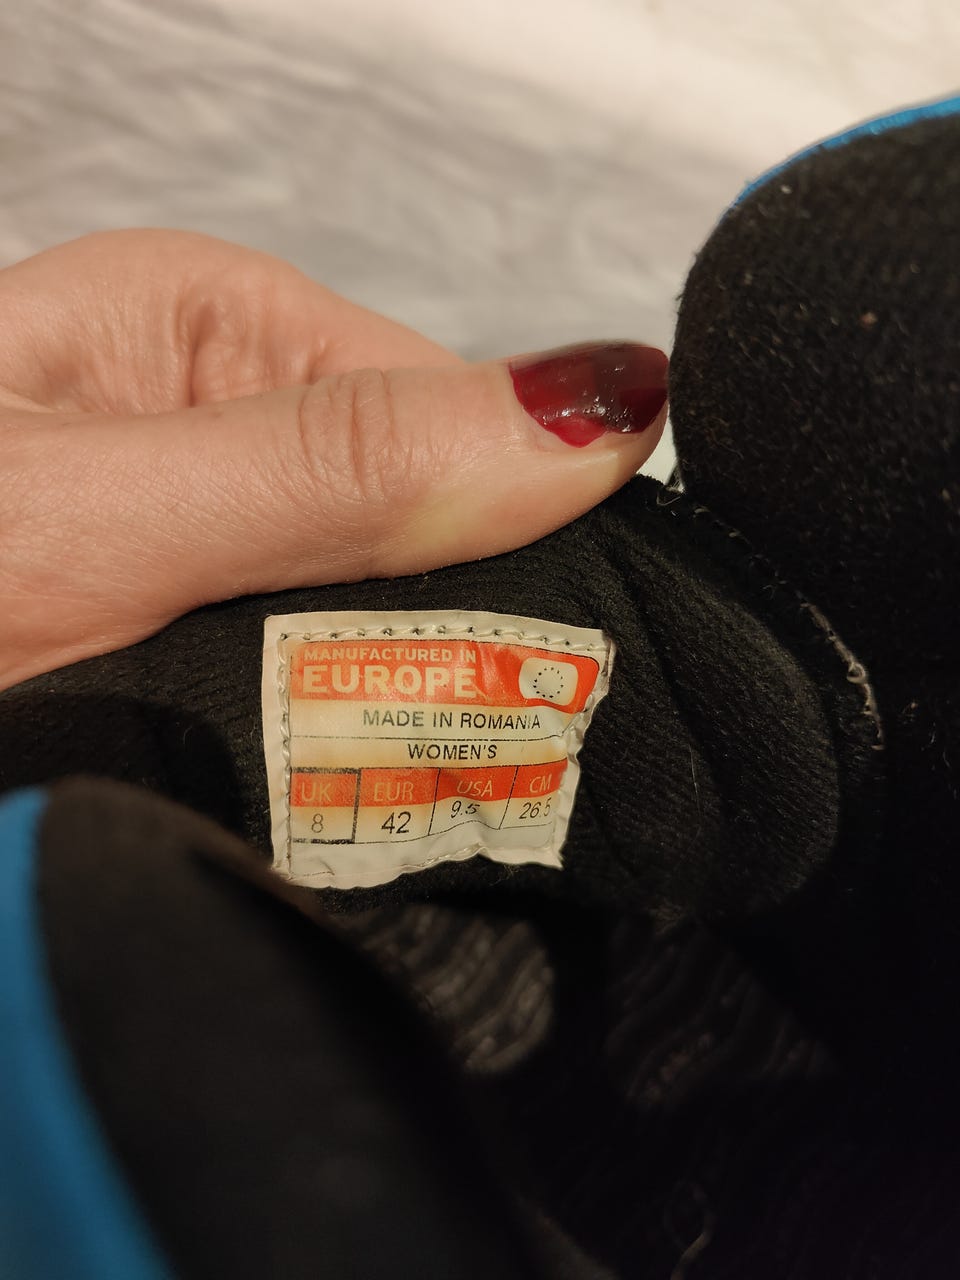 MANUFACTURED IN
EUROPE
MADE IN ROMANIA
WOMEN'S
UK EUR USA CM
8 42 9.5 26.5